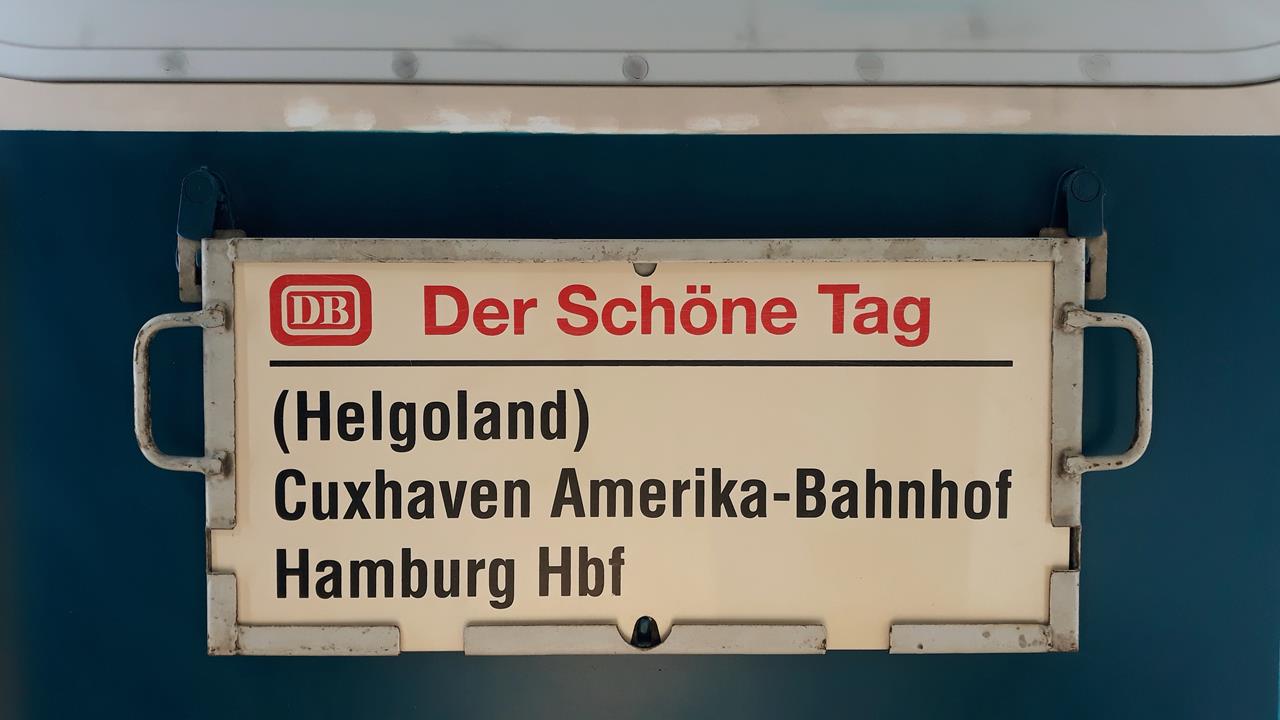 DB Der Schöne Tag
(Helgoland)
Cuxhaven Amerika-Bahnhof
Hamburg Hbf